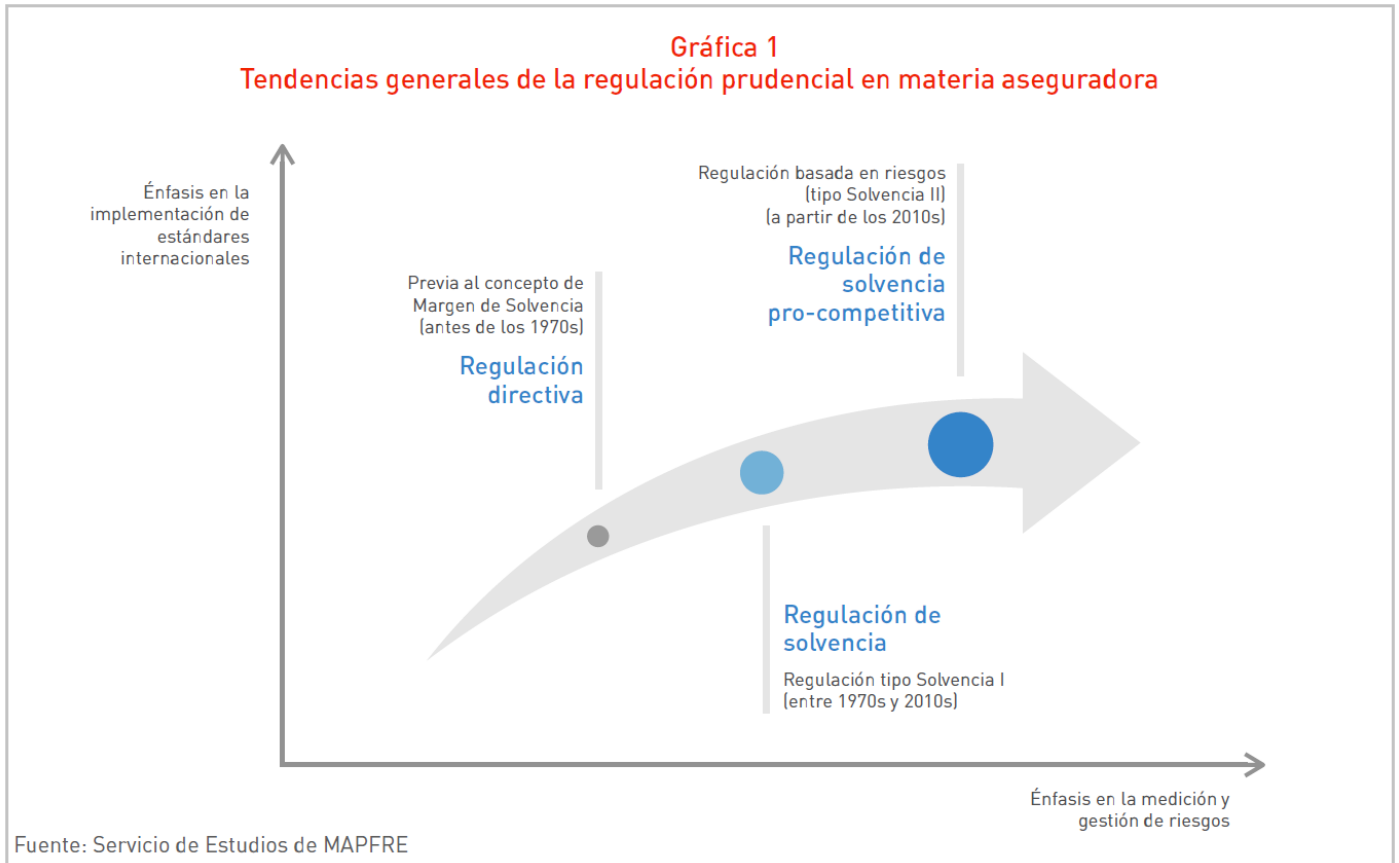 Gráfica 1
Tendencias generales de la regulación prudencial en materia aseguradora
Énfasis en la
implementación de
estándares
internacionales
Previa al concepto de
Margen de Solvencia
(antes de los 1970s)
Regulación
directiva
Regulación basada en riesgos
(tipo Solvencia II)
(a partir de los 2010s)
Regulación de
solvencia
pro-competitiva
Regulación de
solvencia
Regulación tipo Solvencia I
(entre 1970s y 2010s)
Énfasis en la medición y
gestión de riesgos
Fuente: Servicio de Estudios de MAPFRE